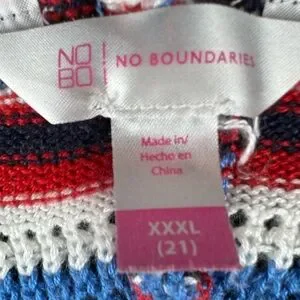 NO
BO
NO BOUNDARIES
Made in/
Hecho en
China
XXXL
(21)